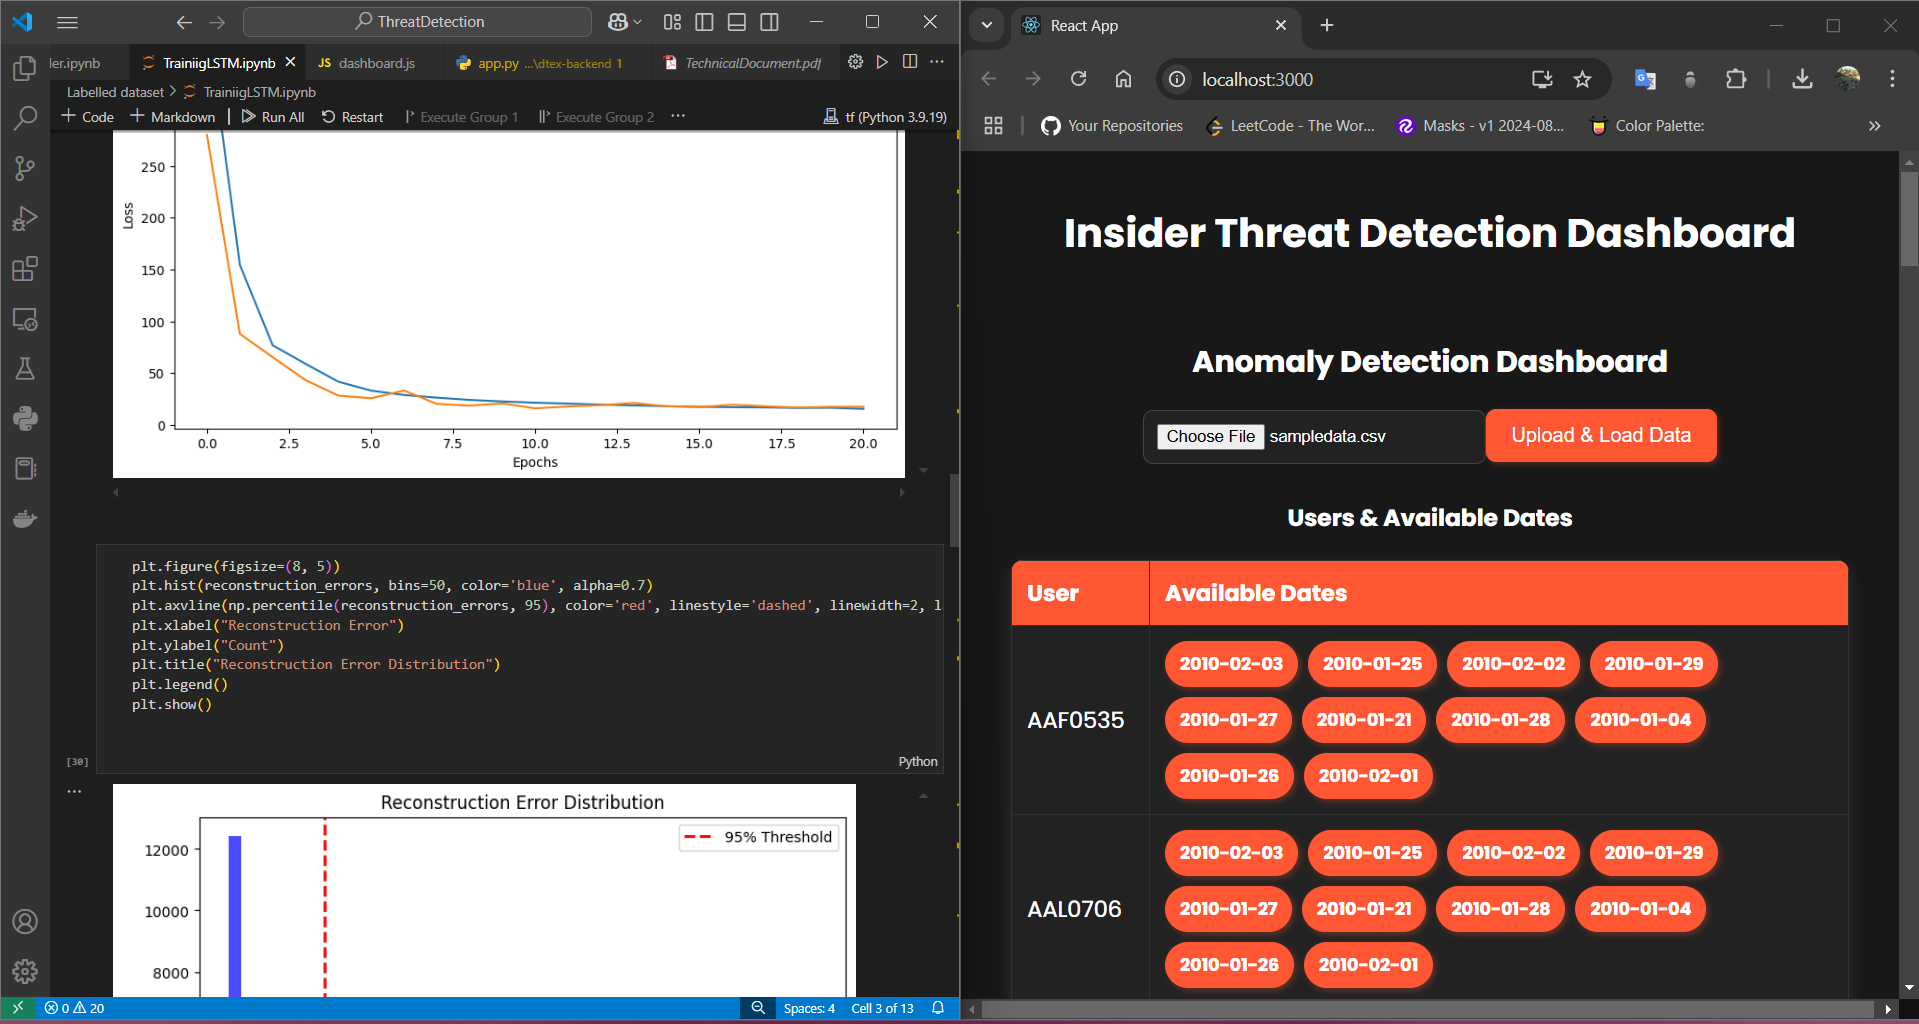 ThreatDetection
ler.ipynb
TrainiigLSTM.ipynb
JS dashboard.js
app.py ...\dtex-backend 1
TechnicalDocument.pdf
Labelled dataset > TrainiigLSTM.ipynb
+ Code + Markdown Run All Restart Execute Group 1 Execute Group 2 ... tf (Python 3.9.19)
250
200
150
100
50
0
Loss
0.0 2.5 5.0 7.5 10.0 12.5 15.0 17.5 20.0
Epochs
plt.figure(figsize=(8, 5))
plt.hist(reconstruction_errors, bins=50, color='blue', alpha=0.7)
plt.axvline(np.percentile(reconstruction_errors, 95), color='red', linestyle='dashed', linewidth=2, l
plt.xlabel("Reconstruction Error")
plt.ylabel("Count")
plt.title("Reconstruction Error Distribution")
plt.legend()
plt.show()
[30]
Python
...
Reconstruction Error Distribution
95% Threshold
12000
10000
8000
0 20
Spaces: 4 Cell 3 of 13
React App
localhost:3000
Your Repositories
LeetCode - The Wor...
Masks - v1 2024-08...
Color Palette:
Insider Threat Detection Dashboard
Anomaly Detection Dashboard
Choose File sampledata.csv
Upload & Load Data
Users & Available Dates
User Available Dates
2010-02-03 2010-01-25 2010-02-02 2010-01-29
AAF0535 2010-01-27 2010-01-21 2010-01-28 2010-01-04
2010-01-26 2010-02-01
2010-02-03 2010-01-25 2010-02-02 2010-01-29
AAL0706 2010-01-27 2010-01-21 2010-01-28 2010-01-04
2010-01-26 2010-02-01